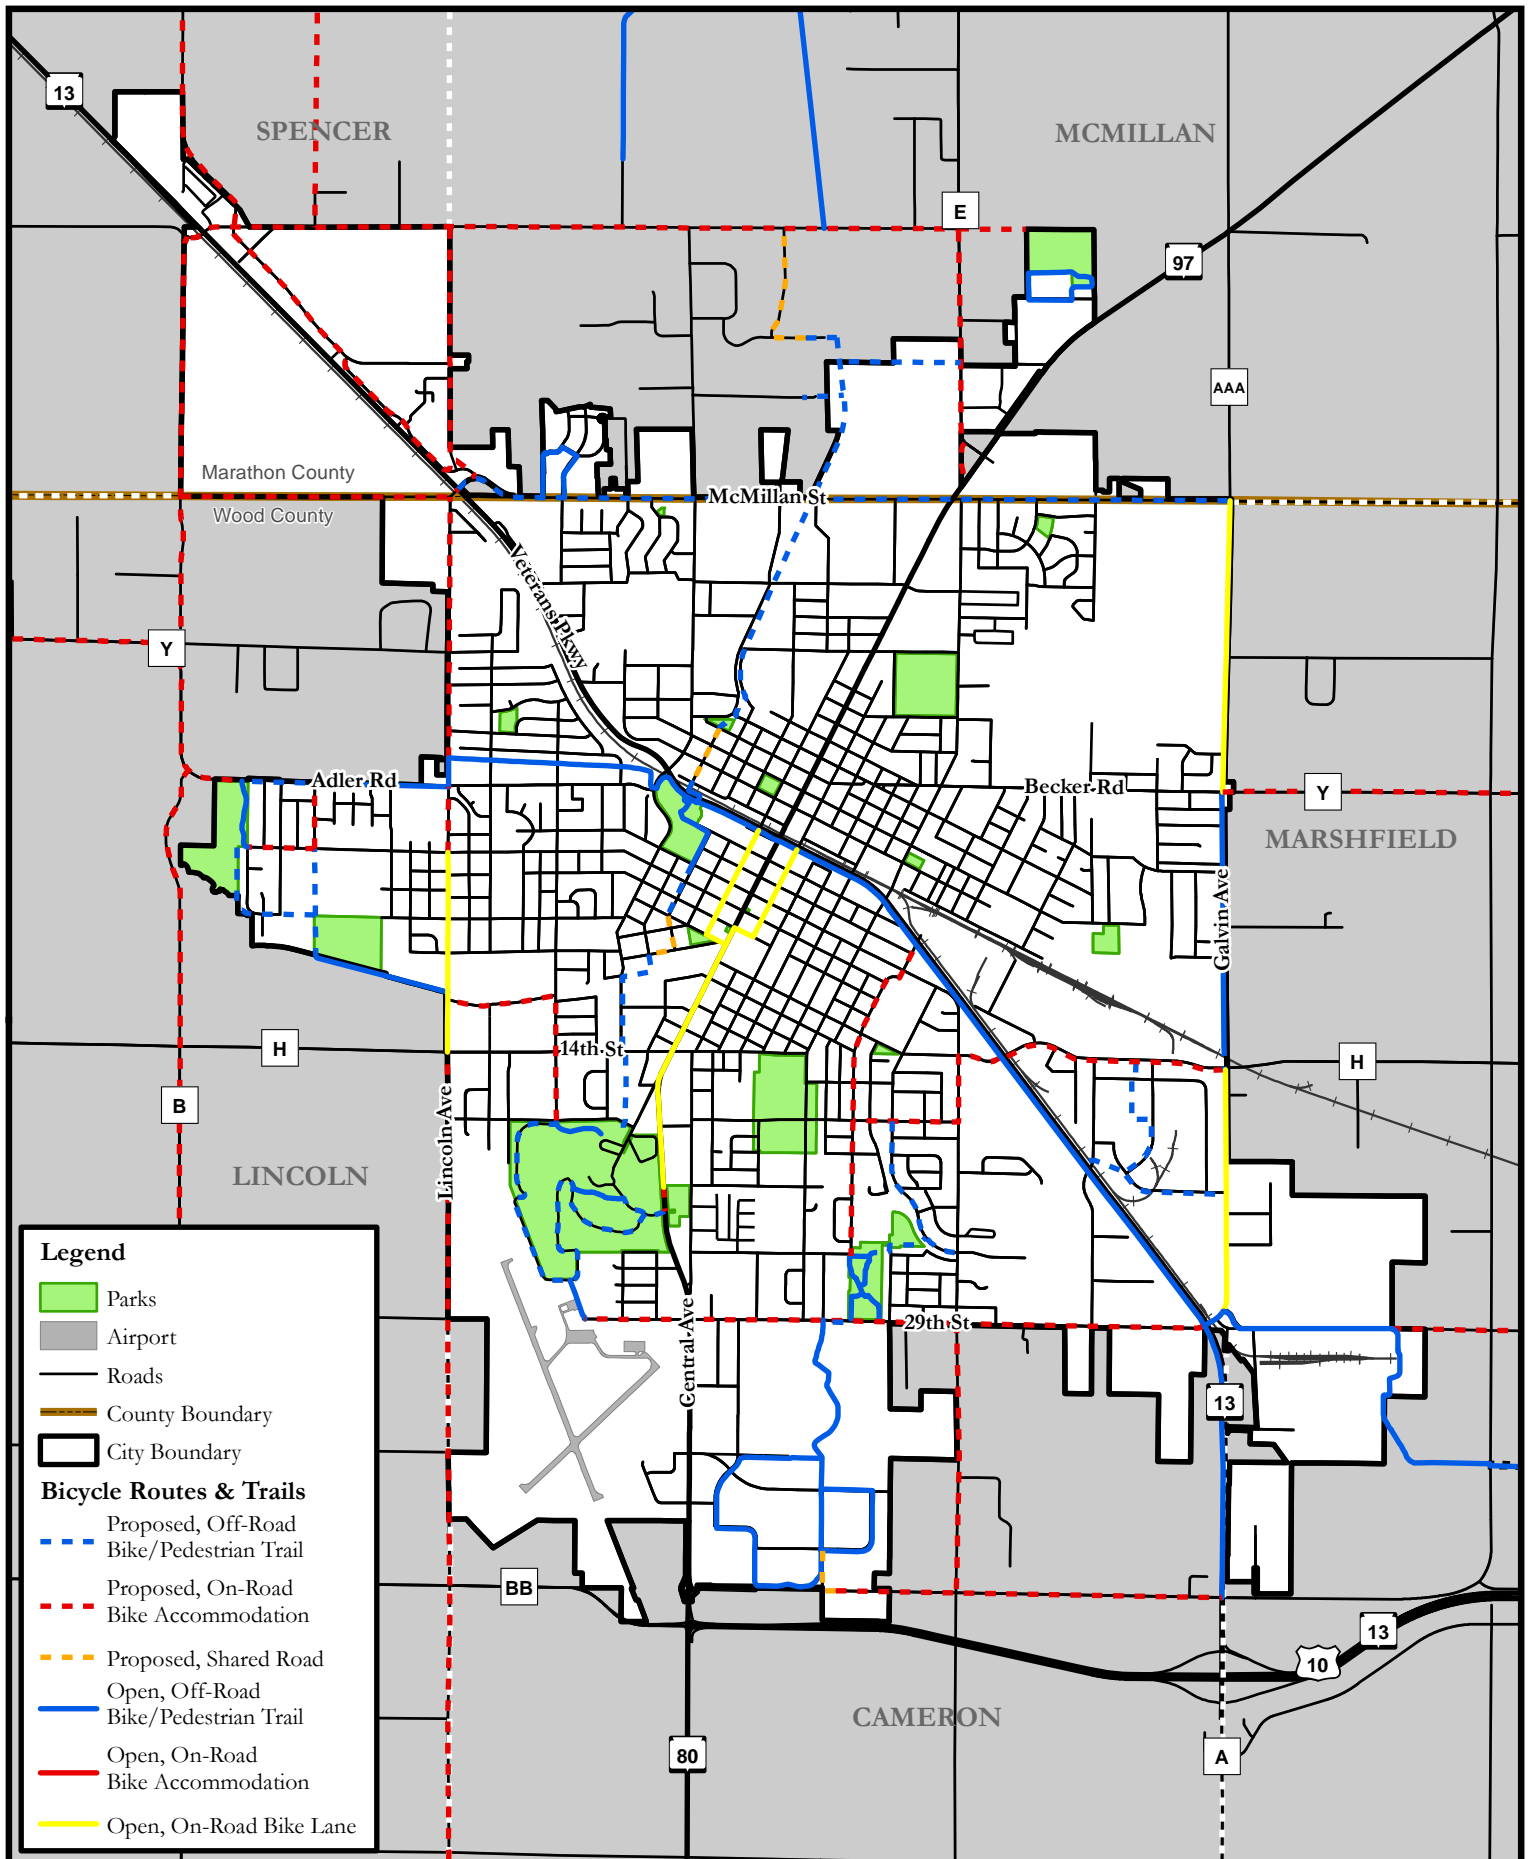 13
SPENCER
MCMILLAN
E
97
AAA
Marathon County
McMillan St
Wood County
Veterans Pkwy
Y
Adler Rd
Becker Rd
Y
MARSHFIELD
Galvin Ave
H
14th St
H
B
Lincoln Ave
LINCOLN
Central Ave
29th St
13
BB
13
10
CAMERON
80
A
Legend
Parks
Airport
Roads
County Boundary
City Boundary
Bicycle Routes & Trails
Proposed, Off-Road
Bike/Pedestrian Trail
Proposed, On-Road
Bike Accommodation
Proposed, Shared Road
Open, Off-Road
Bike/Pedestrian Trail
Open, On-Road
Bike Accommodation
Open, On-Road Bike Lane